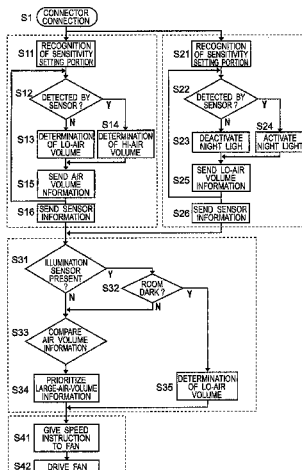 S1
CONNECTOR
CONNECTION
S11
RECOGNITION
OF SENSITIVITY
SETTING PORTION
S12
DETECTED BY
SENSOR ?
Y
N
S13
DETERMINATION
OF LO-AIR
VOLUME
S14
DETERMINATION
OF HI-AIR
VOLUME
S15
SEND AIR
VOLUME
NFORMATION
S16
SEND SENSOR
INFORMATION
S21
RECOGNITION
OF SENSITIVITY
SETTING PORTION
S22
DETECTED BY
SENSOR ?
Y
N
S23
DEACTIVATE
NIGHT LIGH
S24
ACTIVATE
NIGHT LIGHT
S25
SEND LO-AIR
VOLUME
INFORMATION
S26
SEND SENSOR
INFORMATION
S31
ILLUMINATION
SENSOR
PRESENT
?
Y
N
S32
ROOM
DARK ?
Y
N
S33
COMPARE
AIR VOLUME
INFORMATION
S34
PRIORITIZE
LARGE-AIR-VOLUME
INFORMATION
S35
DETERMINATION
OF LO-AIR
VOLUME
S41
GIVE SPEED
INSTRUCTION
TO FAN
S42
DRIVE FAN